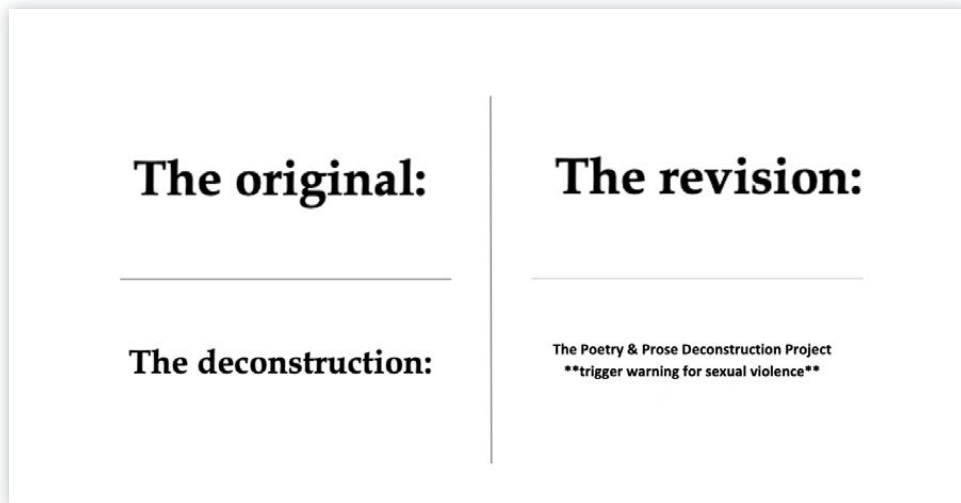 The original:
The deconstruction:
The revision:
The Poetry & Prose Deconstruction Project
**trigger warning for sexual violence**